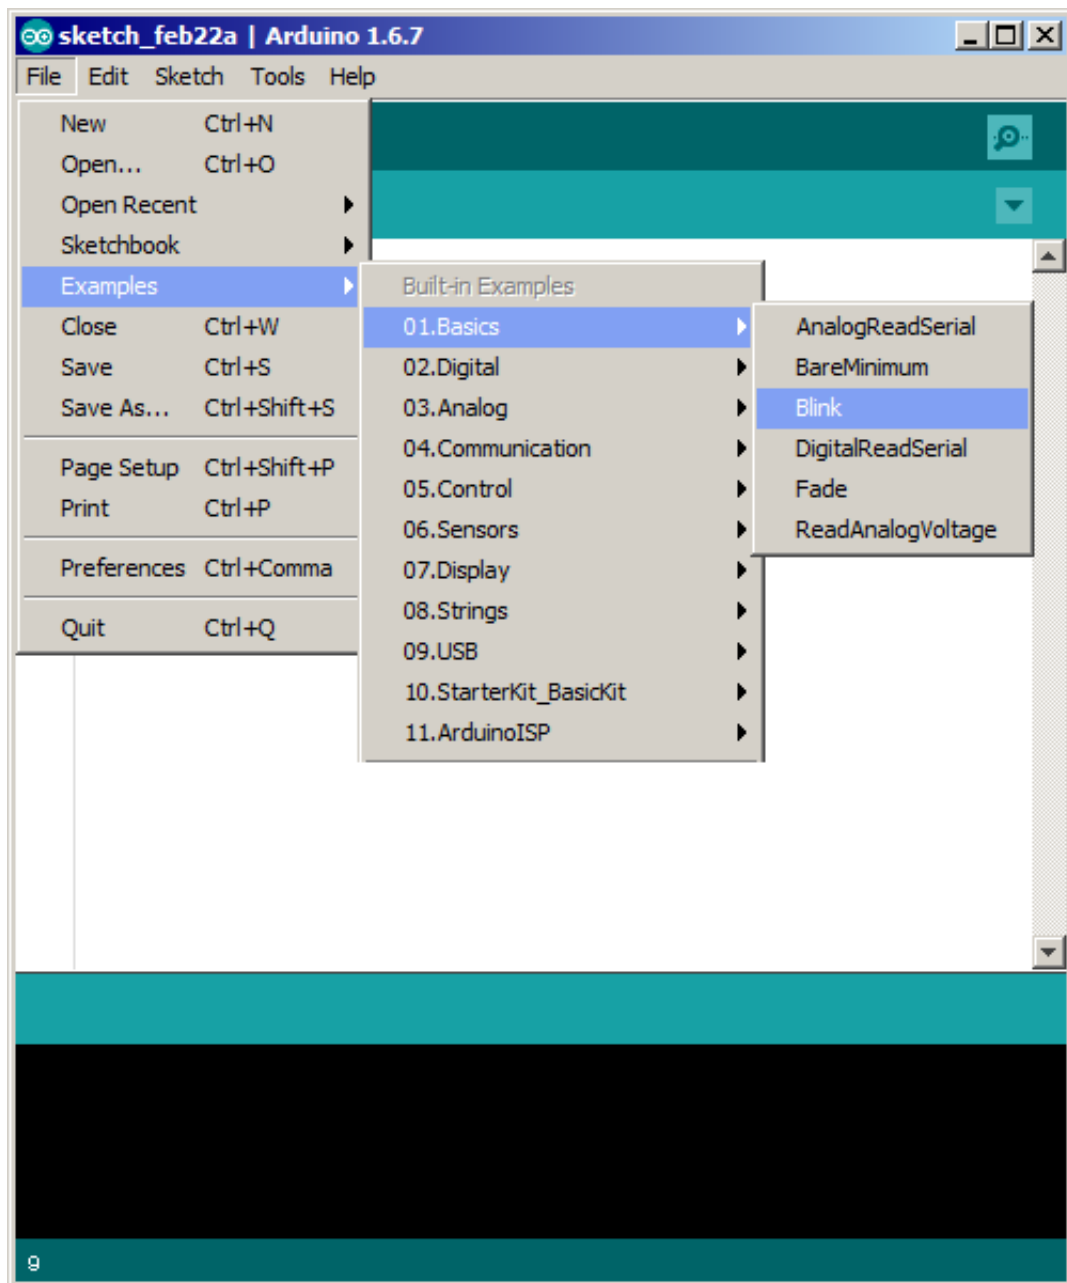 sketch_feb22a | Arduino 1.6.7
File Edit Sketch Tools Help
New Ctrl+N
Open... Ctrl+O
Open Recent
Sketchbook
Examples
Close Ctrl+W
Save Ctrl+S
Save As... Ctrl+Shift+S
Page Setup Ctrl+Shift+P
Print Ctrl+P
Preferences Ctrl+Comma
Quit Ctrl+Q
Built-in Examples
01.Basics
02.Digital
03.Analog
04.Communication
05.Control
06.Sensors
07.Display
08.Strings
09.USB
10.StarterKit_BasicKit
11.ArduinoISP
AnalogReadSerial
BareMinimum
Blink
DigitalReadSerial
Fade
ReadAnalogVoltage
9